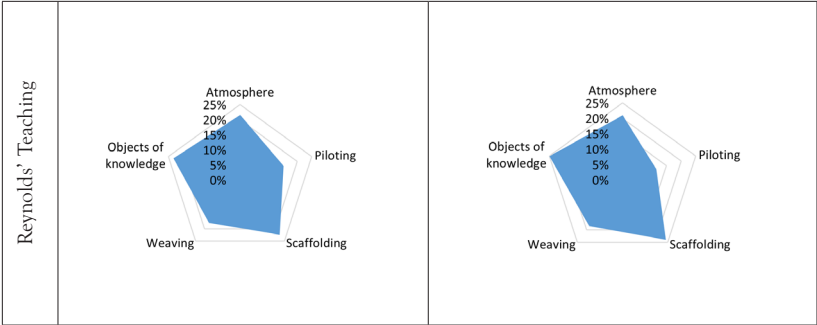 Reynolds' Teaching
Atmosphere
25%
20%
15%
10%
5%
0%
Objects of
knowledge
Piloting
Weaving
Scaffolding
Atmosphere
25%
20%
15%
10%
5%
0%
Objects of
knowledge
Piloting
Weaving
Scaffolding